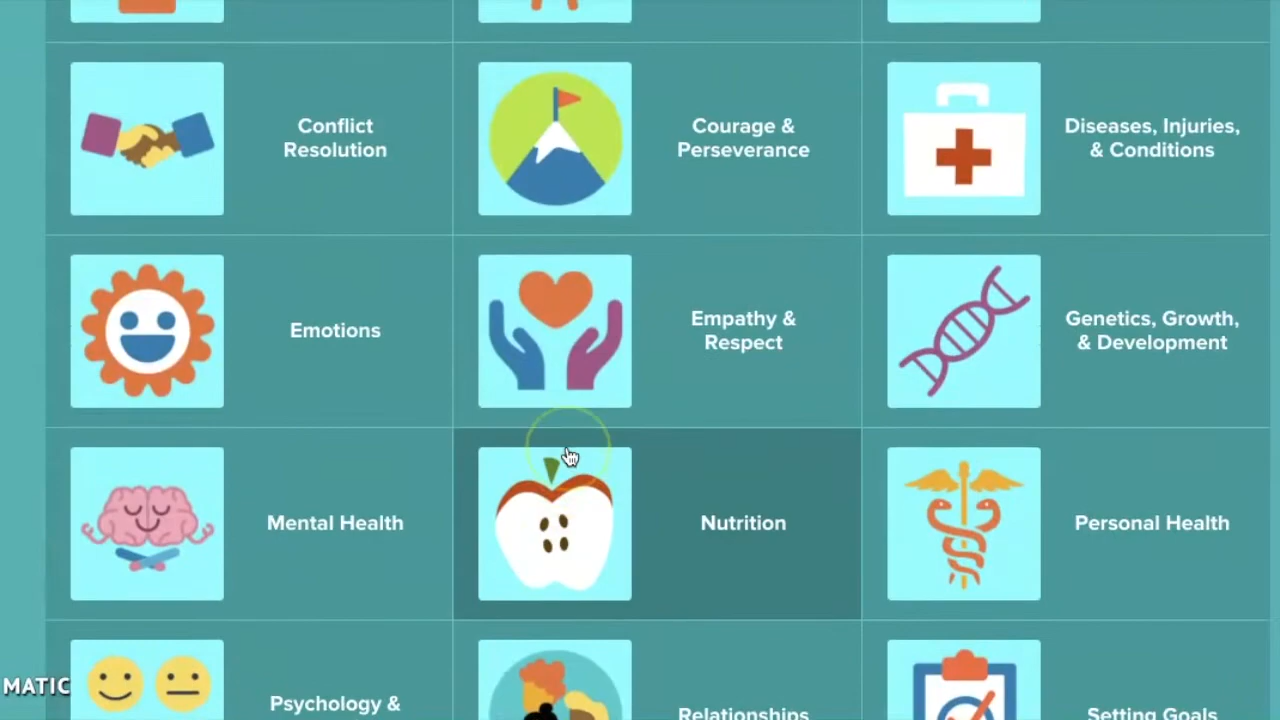 Conflict
Resolution
Courage &
Perseverance
Diseases, Injuries,
& Conditions
Emotions
Empathy &
Respect
Genetics, Growth,
& Development
Mental Health
Nutrition
Personal Health
MATIC
Psychology &
Relationships
Setting Goals